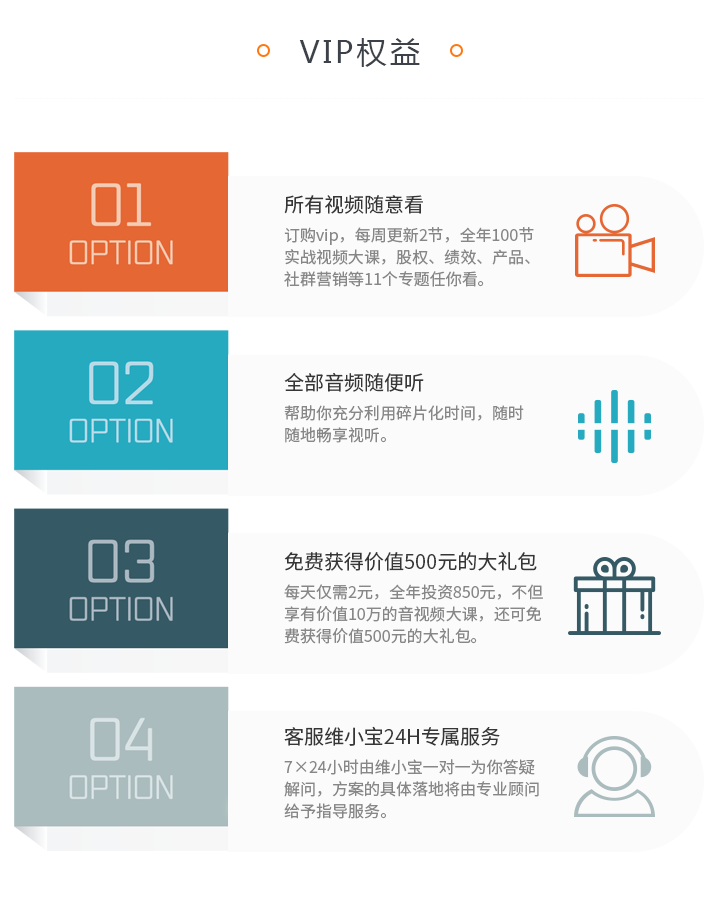 VIP权益
01
OPTION
所有视频随意看
订购vip，每周更新2节，全年100节
实战视频大课，股权、绩效、产品、
社群营销等11个专题任你看。
02
OPTION
全部音频随便听
帮助你充分利用碎片化时间，随时
随地畅享视听。
03
OPTION
免费获得价值500元的大礼包
每天仅需2元，全年投资850元，不但
享有价值10万的音视频大课，还可免
费获得价值500元的大礼包。
04
OPTION
客服维小宝24H专属服务
7×24小时由维小宝一对一为你答疑
解问，方案的具体落地将由专业顾问
给予指导服务。